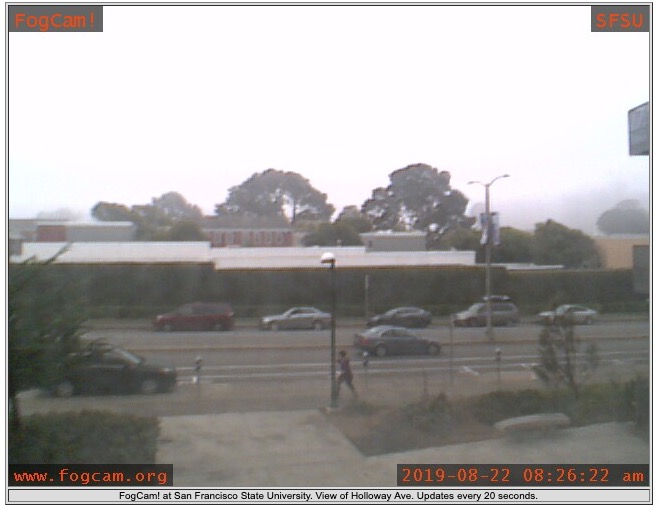 FogCam!
SFSU
www.fogcam.org
2019-08-22 08:26:22 am
FogCam! at San Francisco State University. View of Holloway Ave. Updates every 20 seconds.